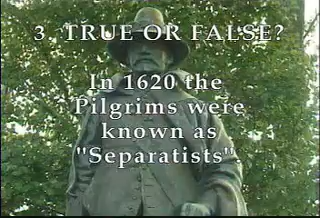 3  TRUE OR FALSE?
In 1620 the
Pilgrims were
known as
"Separatists".